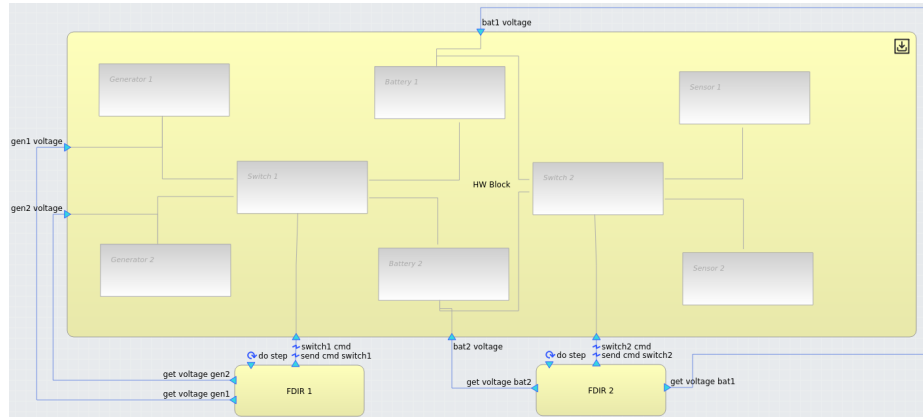 bat1 voltage
Generator 1
Battery 1
Sensor 1
gen1 voltage
Switch 1
HW Block
Switch 2
gen2 voltage
Generator 2
Battery 2
Sensor 2
switch1 cmd
bat2 voltage
switch2 cmd
do step
send cmd switch1
do step
send cmd switch2
get voltage gen2
get voltage bat2
get voltage bat1
get voltage gen1
FDIR 1
FDIR 2